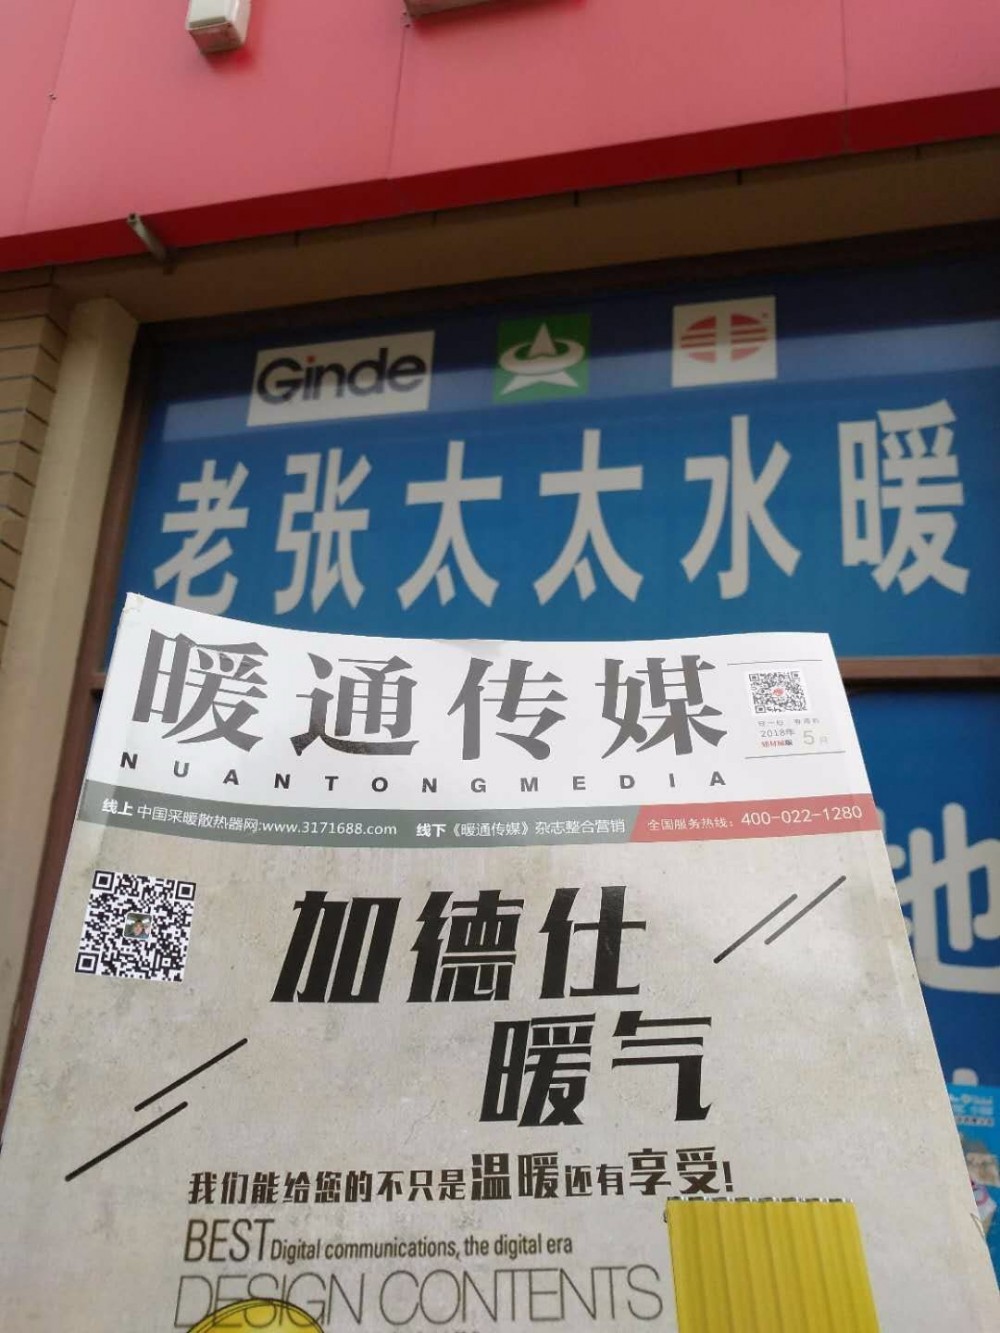 Ginde
老张太太水暖
暖通传媒
NUANTONGMEDIA
2018年
5月
线上 中国采暖散热器网:www.3171688.com 线下《暖通传媒》杂志整合营销 全国服务热线: 400-022-1280
地
加德仕
暖气
我们能给您的不只是温暖还有享受!
BEST Digital communications, the digital era
DESIGN CONTENTS